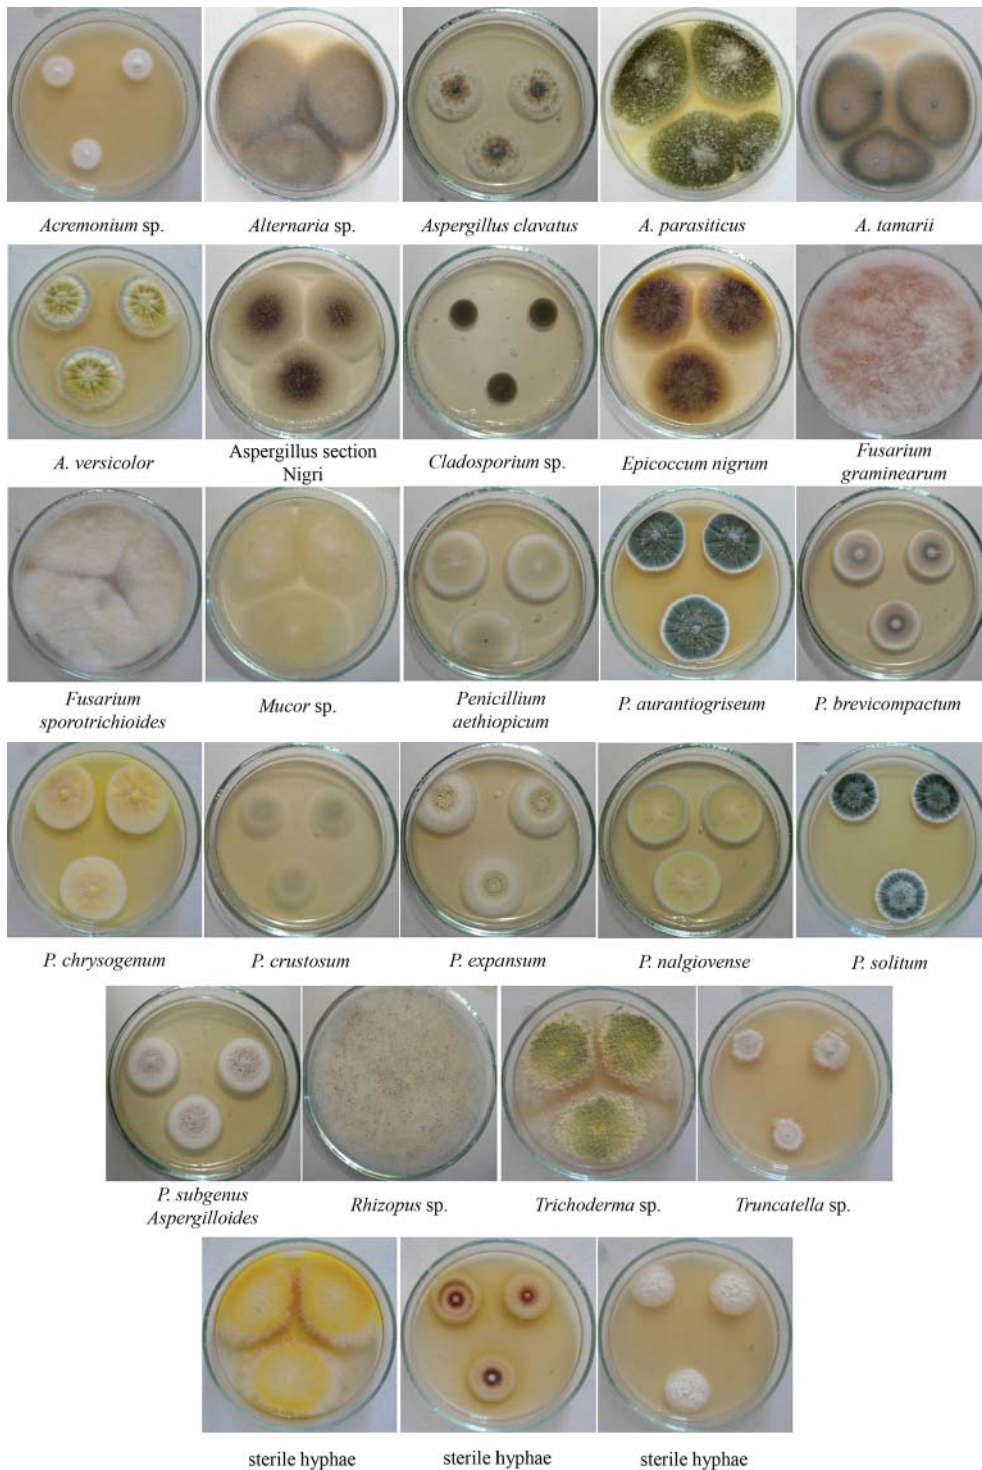 Acremonium sp.
Alternaria sp.
Aspergillus clavatus
A. parasiticus
A. tamarii
A. versicolor
Aspergillus section
Nigri
Cladosporium sp.
Epicoccum nigrum
Fusarium
graminearum
Fusarium
sporotrichioides
Mucor sp.
Penicillium
aethiopicum
P. aurantiogriseum
P. brevicompactum
P. chrysogenum
P. crustosum
P. expansum
P. nalgiovense
P. solitum
P. subgenus
Aspergilloides
Rhizopus sp.
Trichoderma sp.
Truncatella sp.
sterile hyphae
sterile hyphae
sterile hyphae